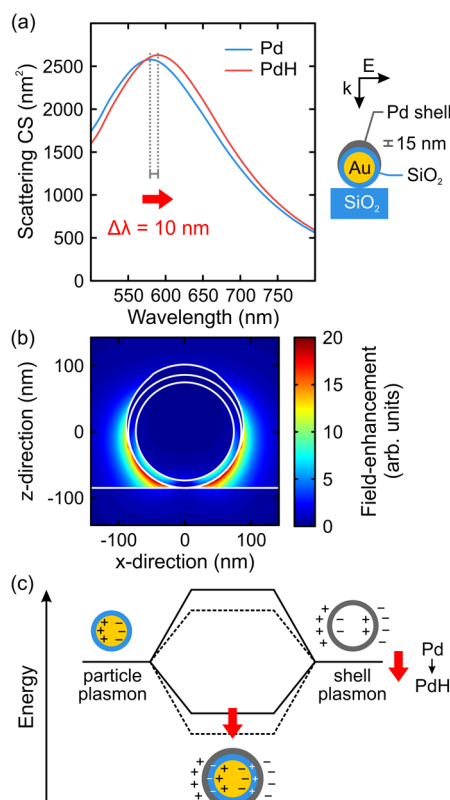 (a)
Pd
PdH
Scattering CS (nm²)
2500
2000
1500
1000
500
0
Δλ = 10 nm
550 600 650 700 750
Wavelength (nm)
E
k
Pd shell
15 nm
Au
SiO₂
SiO₂
(b)
z-direction (nm)
100
0
-100
-100 0 100
x-direction (nm)
20
15
10
5
0
Field-enhancement
(arb. units)
(c)
Energy
particle
plasmon
shell
plasmon
Pd
PdH
+ + + - - -
+ + + + - - - -
+ + - -
+ + + + - - - -